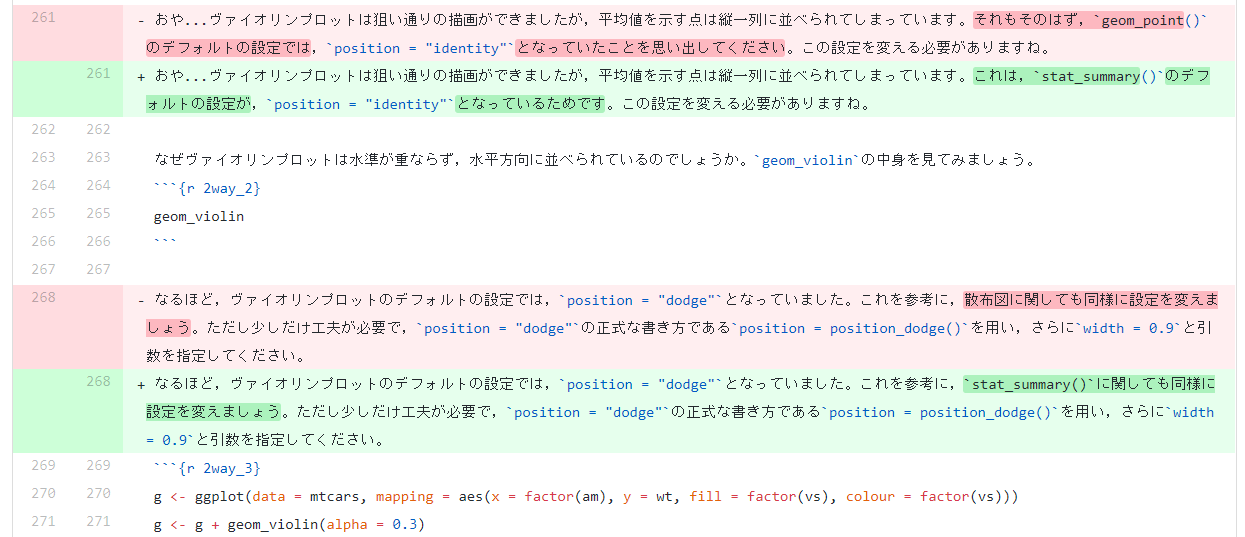 261 - おや...ヴァイオリンプロットは狙い通りの描画ができましたが，平均値を示す点は縦一列に並べられてしまっています。それもそのはず，`geom_point()`
のデフォルトの設定では，`position = "identity"`となっていたことを思い出してください。この設定を変える必要がありますね。
261 + おや...ヴァイオリンプロットは狙い通りの描画ができましたが，平均値を示す点は縦一列に並べられてしまっています。これは，`stat_summary()`のデフ
ォルトの設定が，`position = "identity"`となっているためです。この設定を変える必要がありますね。
262 262
263 263 なぜヴァイオリンプロットは水準が重ならず，水平方向に並べられているのでしょうか。`geom_violin`の中身を見てみましょう。
264 264 ```{r 2way_2}
265 265 geom_violin
266 266 ```
267 267
268 - なるほど，ヴァイオリンプロットのデフォルトの設定では，`position = "dodge"`となっていました。これを参考に，散布図に関しても同様に設定を変えま
しょう。ただし少しだけ工夫が必要で，`position = "dodge"`の正式な書き方である`position = position_dodge()`を用い，さらに`width = 0.9`と引
数を指定してください。
268 + なるほど，ヴァイオリンプロットのデフォルトの設定では，`position = "dodge"`となっていました。これを参考に，`stat_summary()`に関しても同様に
設定を変えましょう。ただし少しだけ工夫が必要で，`position = "dodge"`の正式な書き方である`position = position_dodge()`を用い，さらに`width
= 0.9`と引数を指定してください。
269 269 ```{r 2way_3}
270 270 g <- ggplot(data = mtcars, mapping = aes(x = factor(am), y = wt, fill = factor(vs), colour = factor(vs)))
271 271 g <- g + geom_violin(alpha = 0.3)